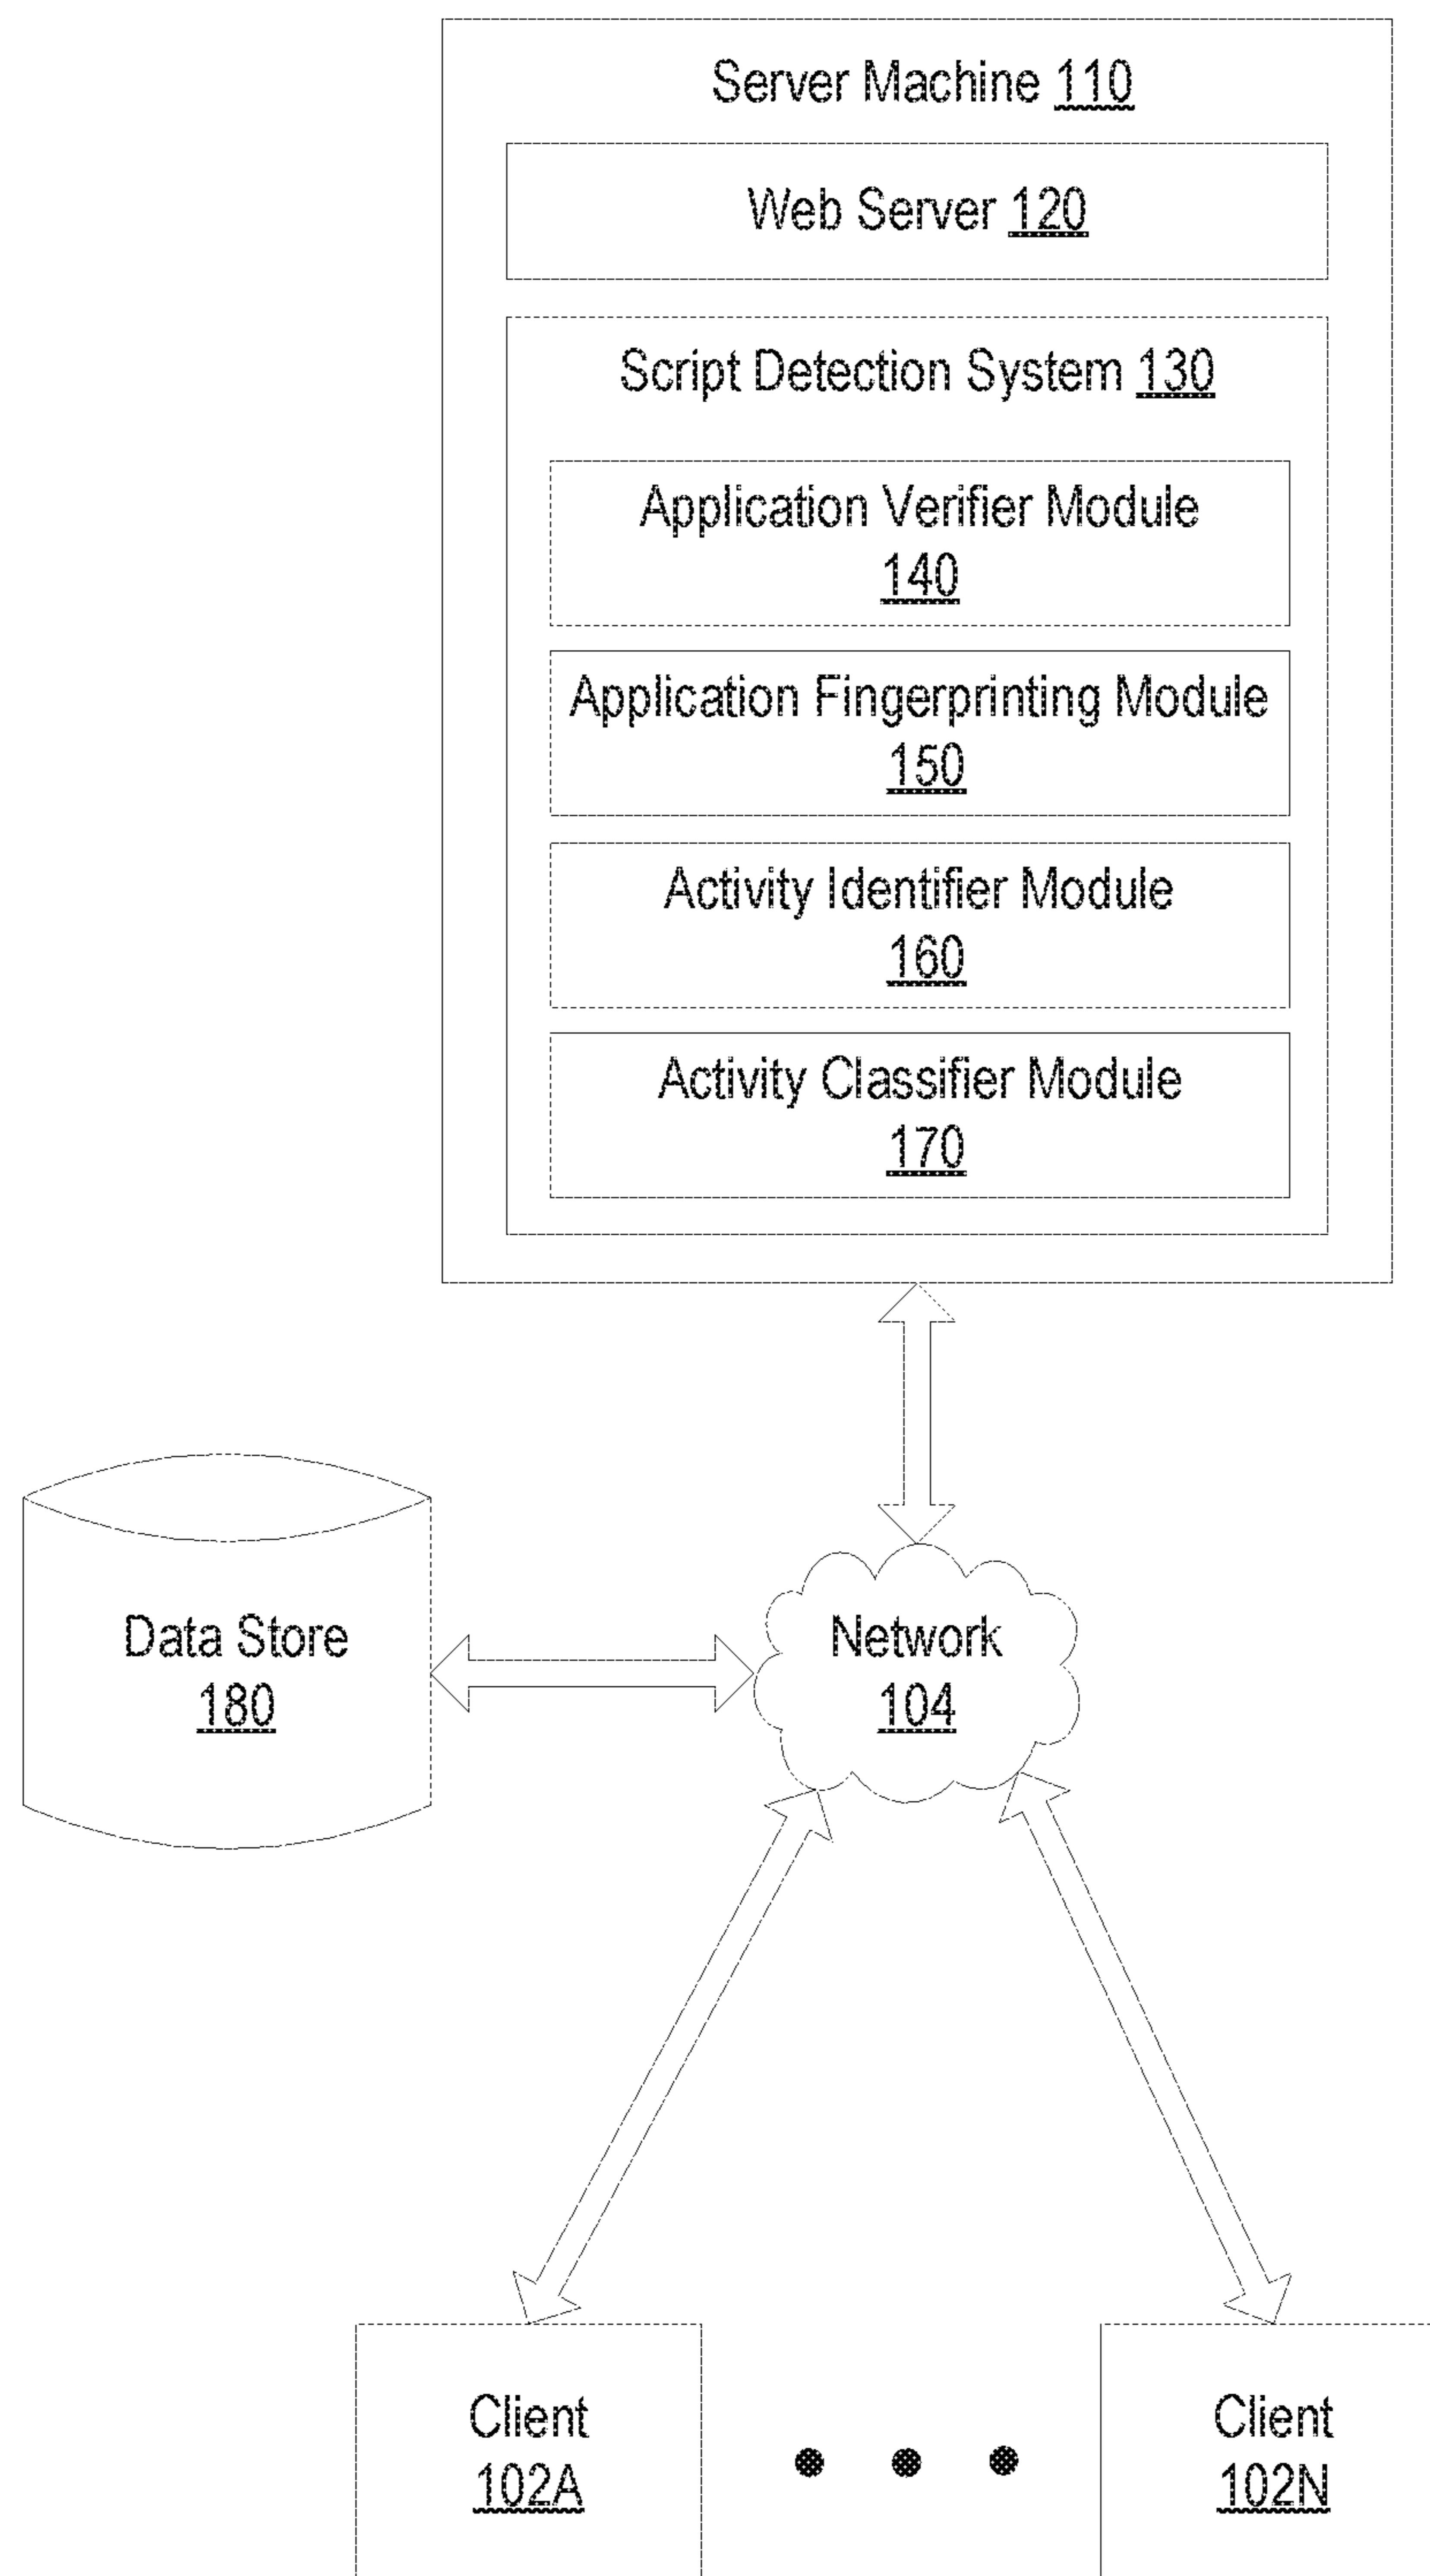 Server Machine 110
Web Server 120
Script Detection System 130
Application Verifier Module
140
Application Fingerprinting Module
150
Activity Identifier Module
160
Activity Classifier Module
170
Data Store
180
Network
104
Client
102A
Client
102N